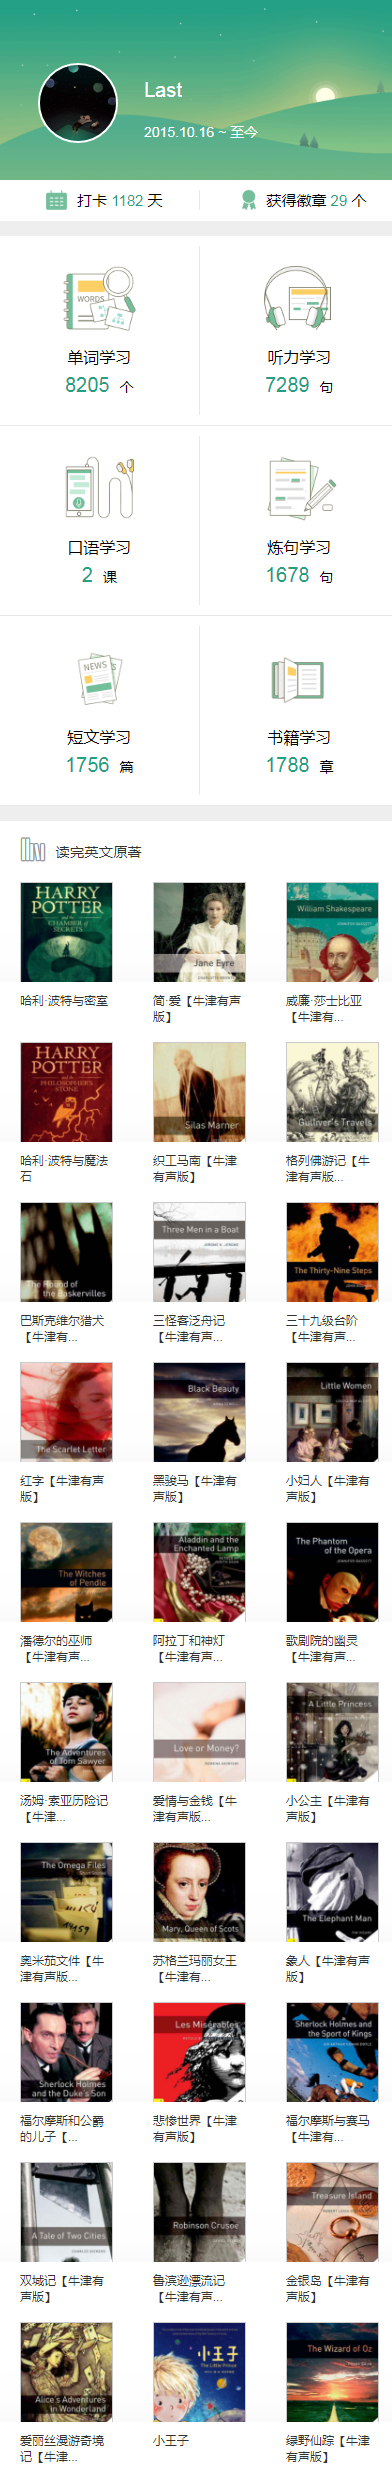 Last
2015.10.16 ~ 至今
打卡 1182 天
获得徽章 29 个
WORDS
单词学习
8205 个
听力学习
7289 句
口语学习
2 课
炼句学习
1678 句
NEWS
短文学习
1756 篇
书籍学习
1788 章
读完英文原著
HARRY
POTTER
and the
CHAMBER of
SECRETS
Jane Eyre
William Shakespeare
哈利·波特与密室
简·爱【牛津有声
版】
威廉·莎士比亚
【牛津有...
HARRY
POTTER
and the
PHILOSOPHER'S
STONE
Silas Marner
Gulliver's Travels
哈利·波特与魔法
石
织工马南【牛津
有声版】
格列佛游记【牛
津有声版...
The Hound of
the Baskervilles
Three Men in a Boat
JEROME K. JEROME
The Thirty-Nine Steps
巴斯克维尔猎犬
【牛津有...
三怪客泛舟记
【牛津有声...
三十九级台阶
【牛津有声...
The Scarlet Letter
Black Beauty
Little Women
红字【牛津有声
版】
黑骏马【牛津有
声版】
小妇人【牛津有
声版】
The Witches
of Pendle
Aladdin and the
Enchanted Lamp
The Phantom
of the Opera
JENNIFER BASSETT
潘德尔的巫师
【牛津有声...
阿拉丁和神灯
【牛津有声...
歌剧院的幽灵
【牛津有声...
The Adventures
of Tom Sawyer
Love or Money?
A Little Princess
汤姆·索亚历险记
【牛津...
爱情与金钱【牛
津有声版...
小公主【牛津有
声版】
The Omega Files
Mary, Queen of Scots
The Elephant Man
奥米茄文件【牛
津有声版...
苏格兰玛丽女王
【牛津有...
象人【牛津有声
版】
Sherlock Holmes
and the Duke's Son
Les Misérables
Sherlock Holmes and
the Sport of Kings
福尔摩斯和公爵
的儿子【...
悲惨世界【牛津
有声版】
福尔摩斯与赛马
【牛津有...
A Tale of Two Cities
CHARLES DICKENS
Robinson Crusoe
Treasure Island
双城记【牛津有
声版】
鲁滨逊漂流记
【牛津有声...
金银岛【牛津有
声版】
Alice's Adventures
in Wonderland
小王子
The Little Prince
The Wizard of Oz
爱丽丝漫游奇境
记【牛津...
小王子
绿野仙踪【牛津
有声版】